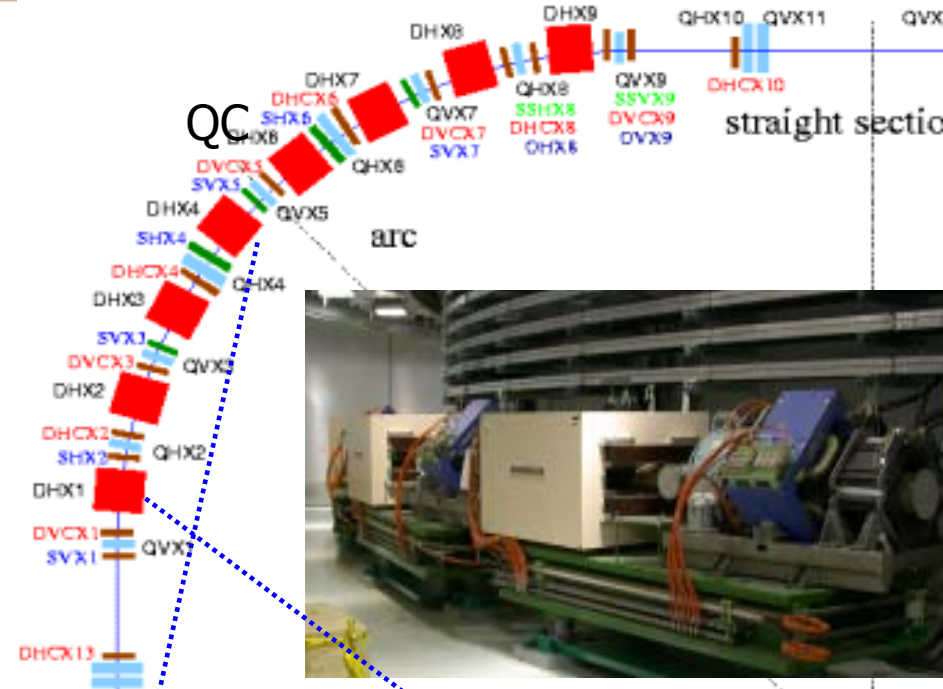 DHX9
QHX10
QVX11
QVX
DHX8
DHX7
QHX8
QVX9
DHCX10
DHCX6
QVX7
SSHX8
SSVX9
SHX6
DVCX7
DHCX8
DVCX9
straight sectio
QC
SVX7
OHX8
OVX9
DHX6
QHX6
DVCX5
SVX5
DHX4
QVX5
SHX4
arc
DHCX4
QHX4
DHX3
SVX3
DVCX3
QVX3
DHX2
DHCX2
SHX2
QHX2
DHX1
DVCX1
QVX1
SVX1
DHCX13